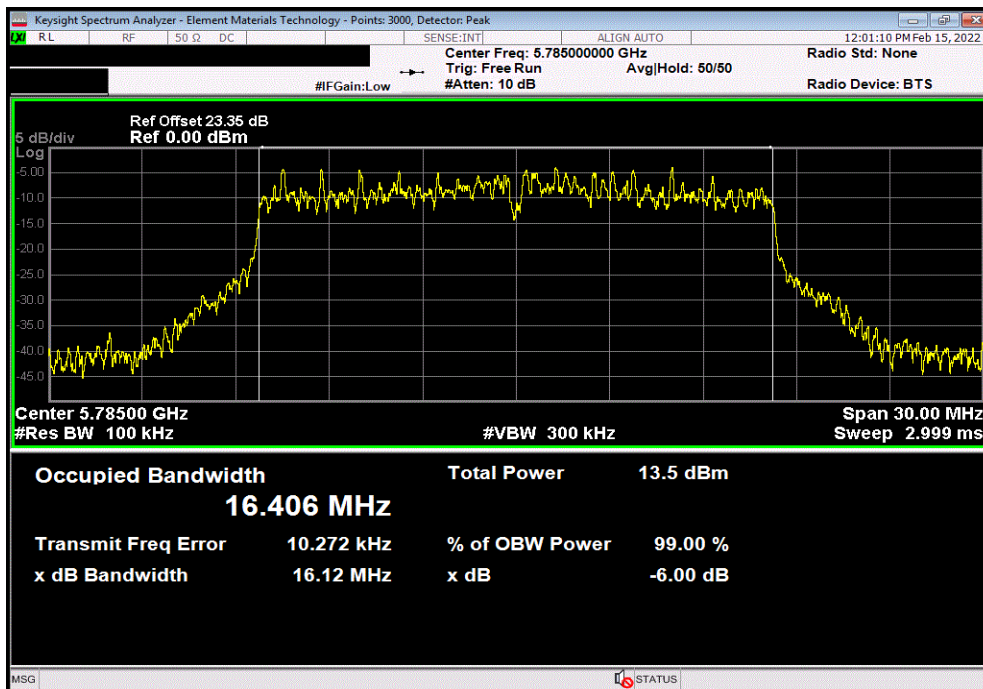 Keysight Spectrum Analyzer - Element Materials Technology - Points: 3000, Detector: Peak
LXI RL RF 50 Ω DC SENSE:INT ALIGN AUTO 12:01:10 PM Feb 15, 2022
Center Freq: 5.785000000 GHz Radio Std: None
Trig: Free Run Avg|Hold: 50/50
#IFGain:Low #Atten: 10 dB Radio Device: BTS
Ref Offset 23.35 dB
5 dB/div Ref 0.00 dBm
Log
-5.00
-10.0
-15.0
-20.0
-25.0
-30.0
-35.0
-40.0
-45.0
Center 5.78500 GHz Span 30.00 MHz
#Res BW 100 kHz #VBW 300 kHz Sweep 2.999 ms
Occupied Bandwidth Total Power 13.5 dBm
16.406 MHz
Transmit Freq Error 10.272 kHz % of OBW Power 99.00 %
x dB Bandwidth 16.12 MHz x dB -6.00 dB
MSG STATUS